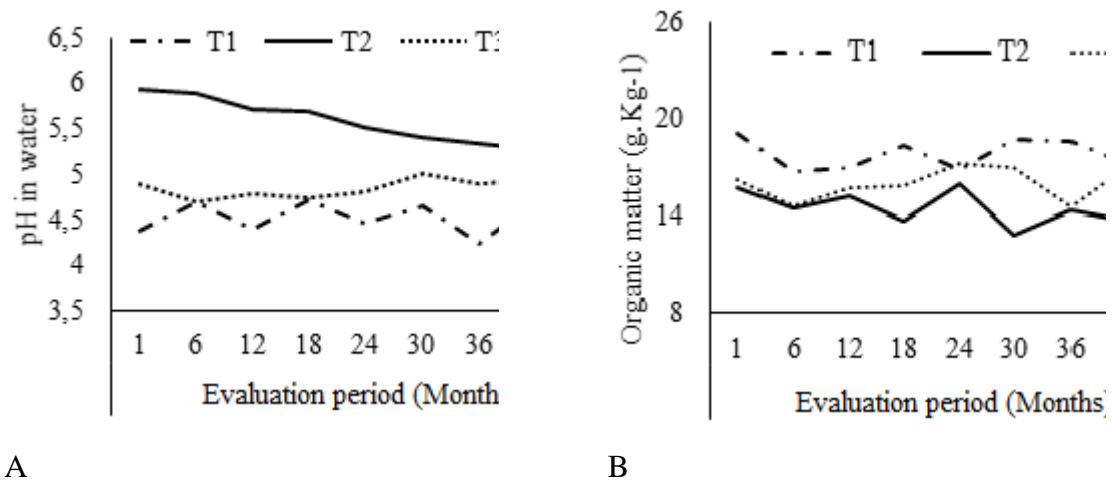 6,5
T1 T2 T3
6
5,5
5
4,5
4
3,5
pH in water
1 6 12 18 24 30 36
Evaluation period (Month
A
26
T1 T2
20
14
8
Organic matter (g.Kg-1)
1 6 12 18 24 30 36
Evaluation period (Months)
B